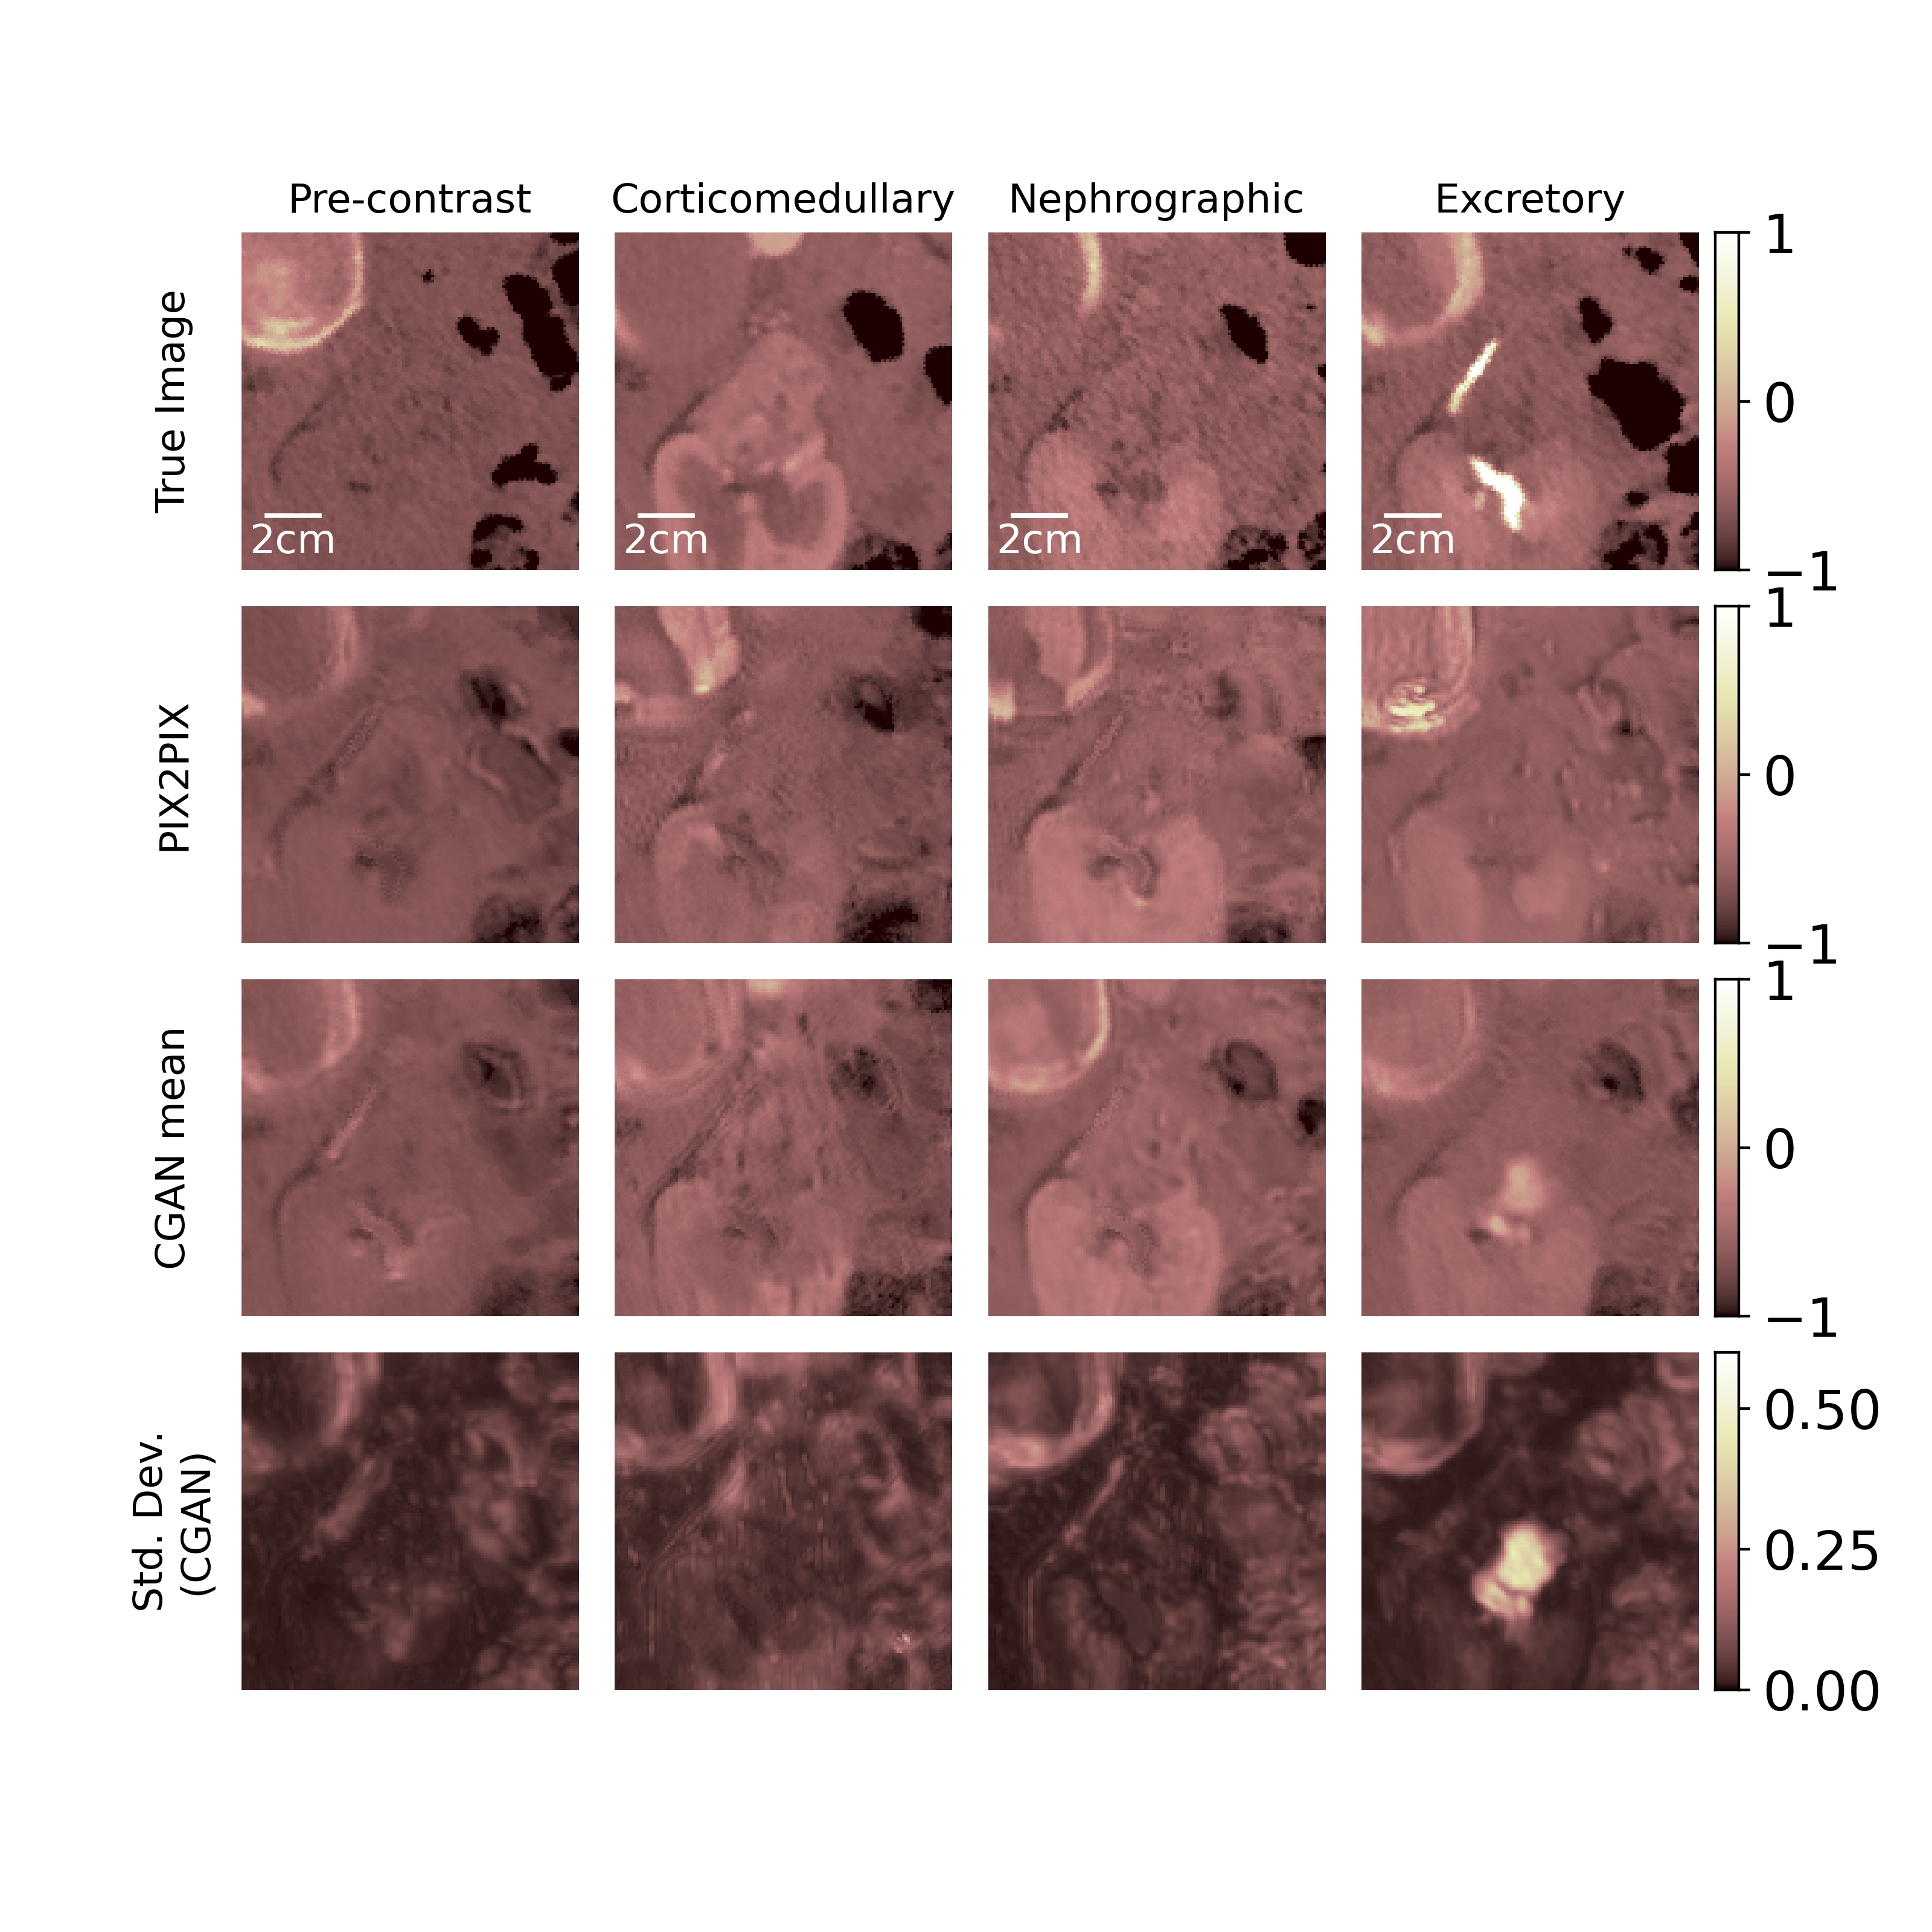 Pre-contrast
Corticomedullary
Nephrographic
Excretory
True Image
2cm
2cm
2cm
2cm
1
0
−1
PIX2PIX
1
0
−1
CGAN mean
1
0
−1
Std. Dev.
(CGAN)
0.50
0.25
0.00